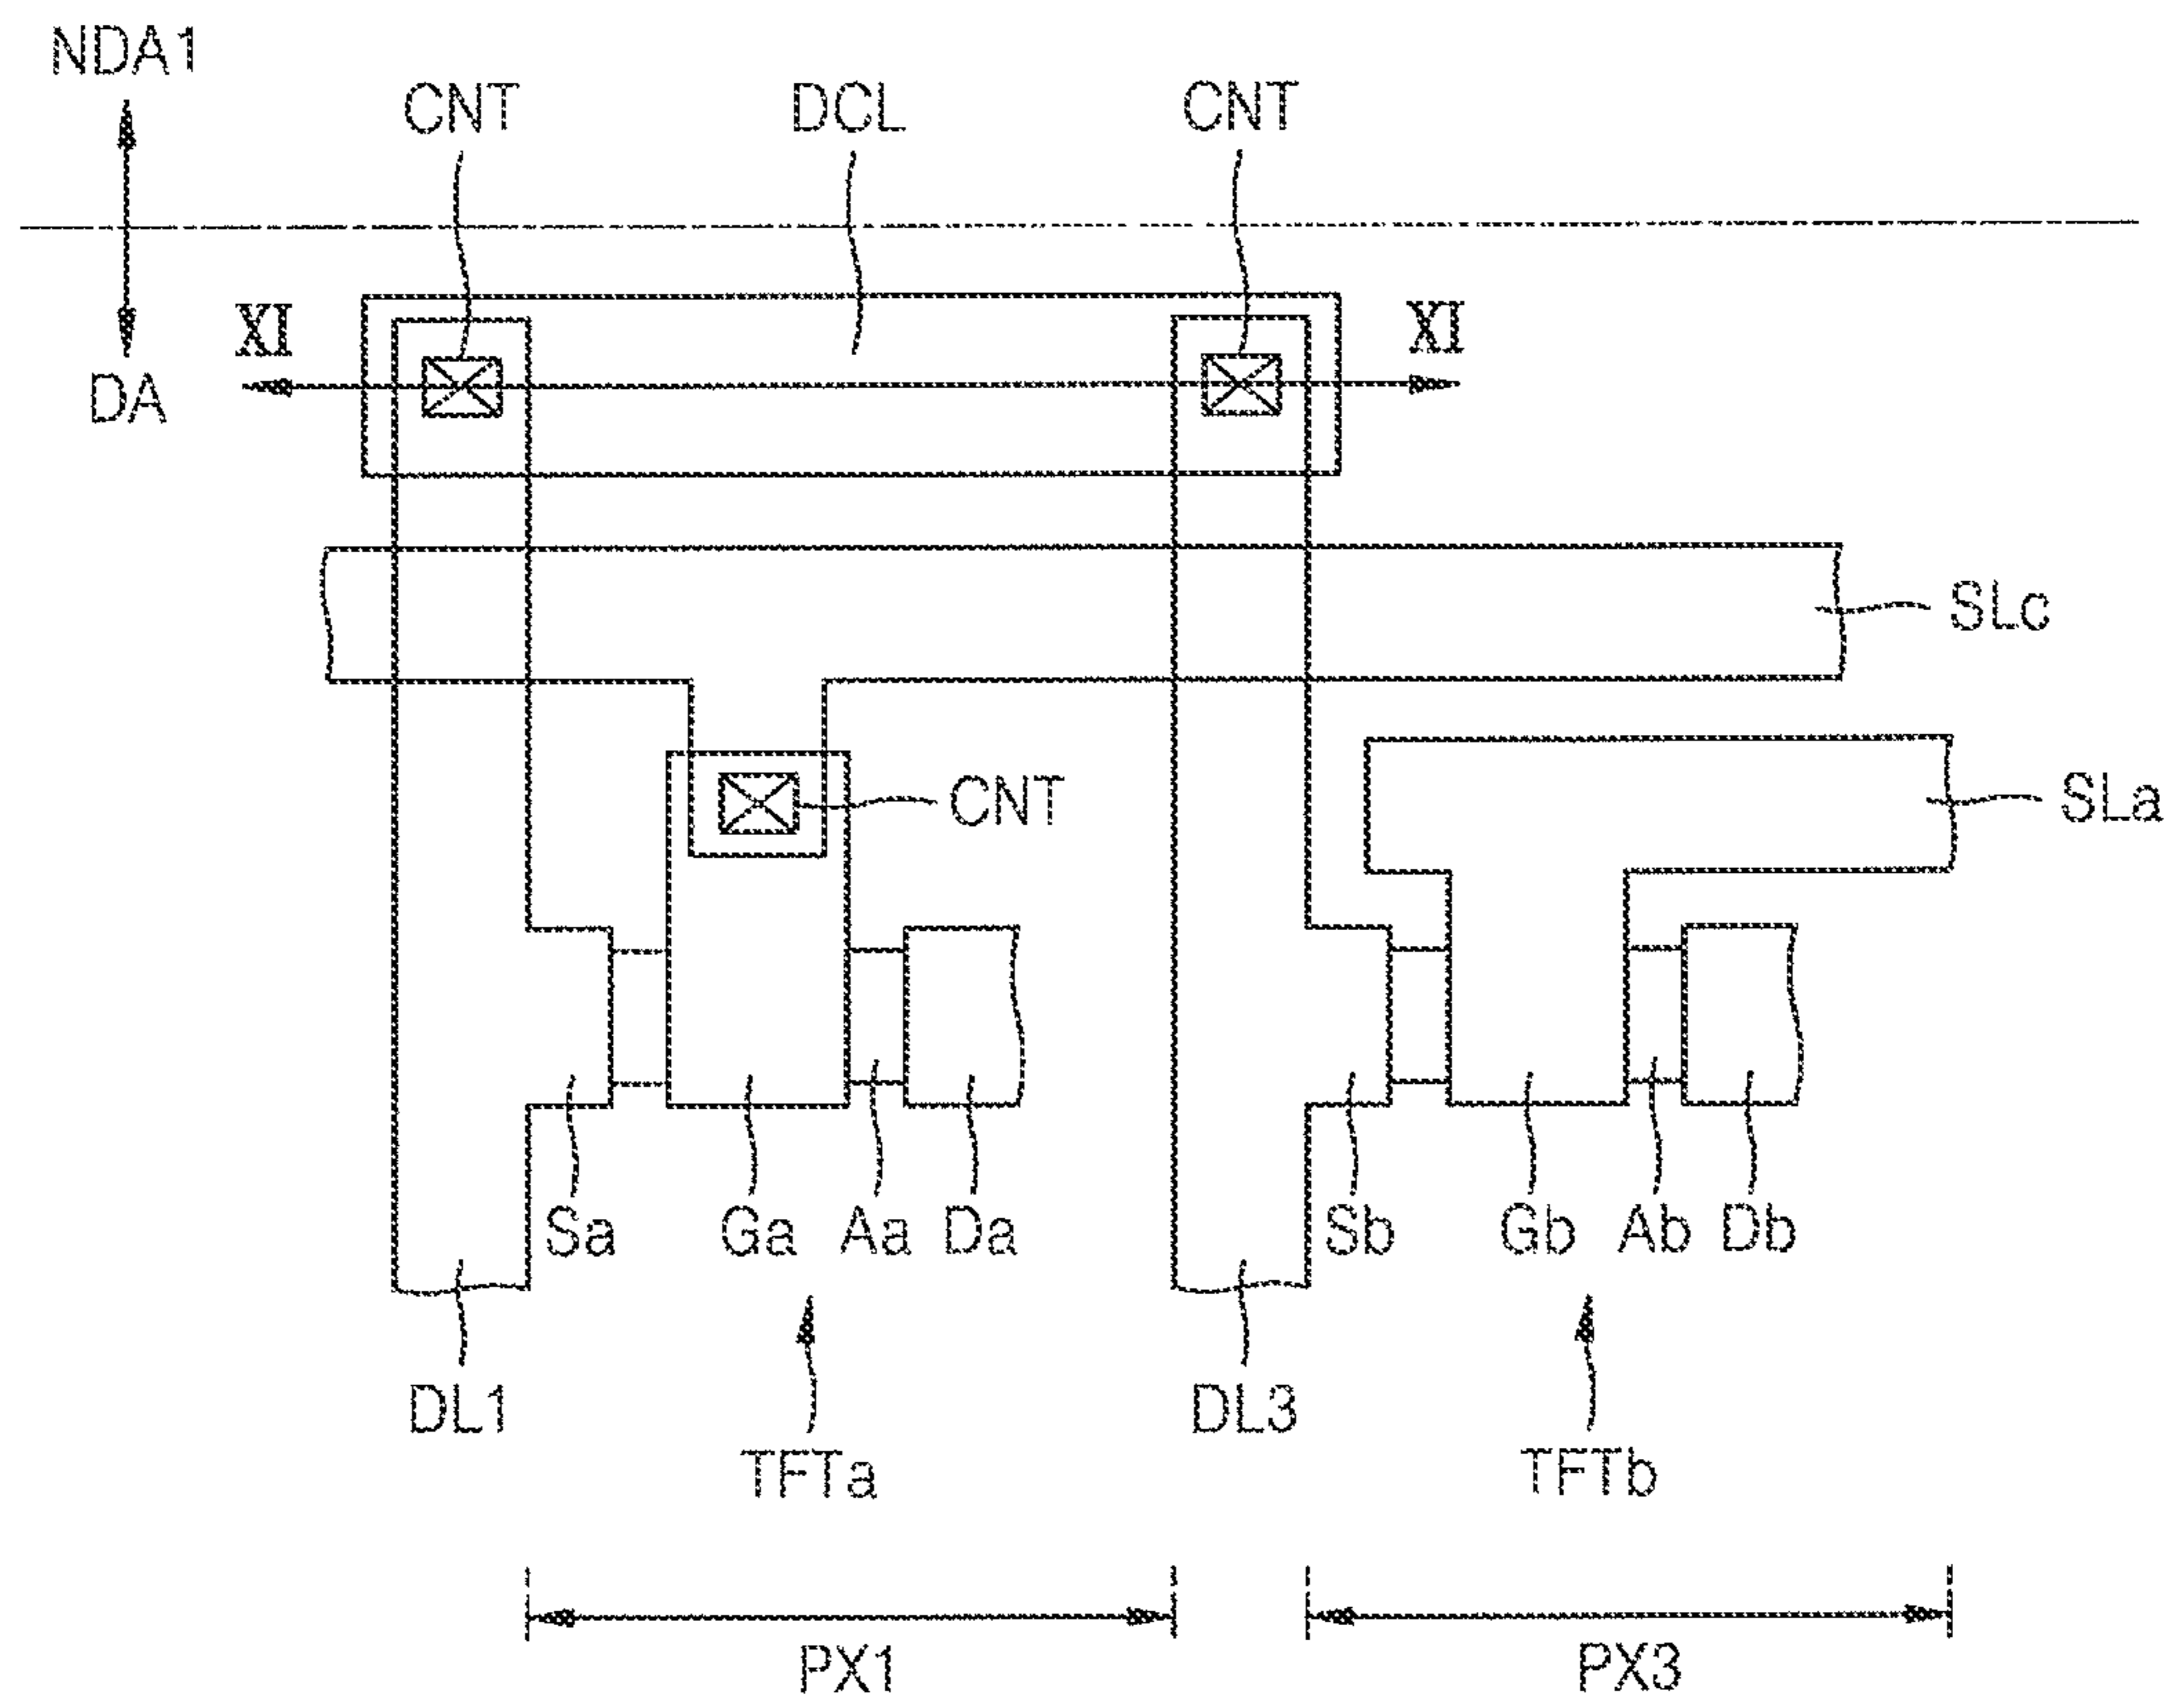 NDA1
CNT DCL CNT
XI XI
DA
SLc
SLa
CNT
Sa Ga Aa Da Sb Gb Ab Db
DL1 DL3
TFTa TFTb
PX1 PX3